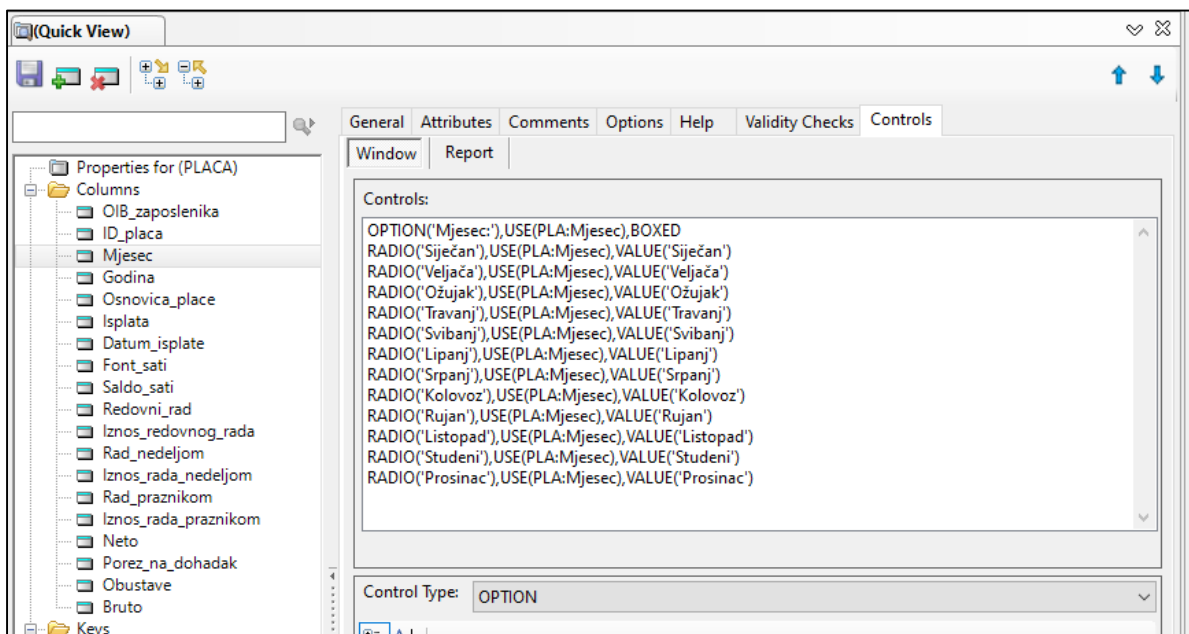 (Quick View)
General Attributes Comments Options Help Validity Checks Controls
Window Report
Properties for (PLACA)
Columns
OIB_zaposlenika
ID_placa
Mjesec
Godina
Osnovica_place
Isplata
Datum_isplate
Font_sati
Saldo_sati
Redovni_rad
Iznos_redovnog_rada
Rad_nedeljom
Iznos_rada_nedeljom
Rad_praznikom
Iznos_rada_praznikom
Neto
Porez_na_dohadak
Obustave
Bruto
Keys
Controls:
OPTION('Mjesec:'),USE(PLA:Mjesec),BOXED
RADIO('Siječan'),USE(PLA:Mjesec),VALUE('Siječan')
RADIO('Veljača'),USE(PLA:Mjesec),VALUE('Veljača')
RADIO('Ožujak'),USE(PLA:Mjesec),VALUE('Ožujak')
RADIO('Travanj'),USE(PLA:Mjesec),VALUE('Travanj')
RADIO('Svibanj'),USE(PLA:Mjesec),VALUE('Svibanj')
RADIO('Lipanj'),USE(PLA:Mjesec),VALUE('Lipanj')
RADIO('Srpanj'),USE(PLA:Mjesec),VALUE('Srpanj')
RADIO('Kolovoz'),USE(PLA:Mjesec),VALUE('Kolovoz')
RADIO('Rujan'),USE(PLA:Mjesec),VALUE('Rujan')
RADIO('Listopad'),USE(PLA:Mjesec),VALUE('Listopad')
RADIO('Studeni'),USE(PLA:Mjesec),VALUE('Studeni')
RADIO('Prosinac'),USE(PLA:Mjesec),VALUE('Prosinac')
Control Type: OPTION